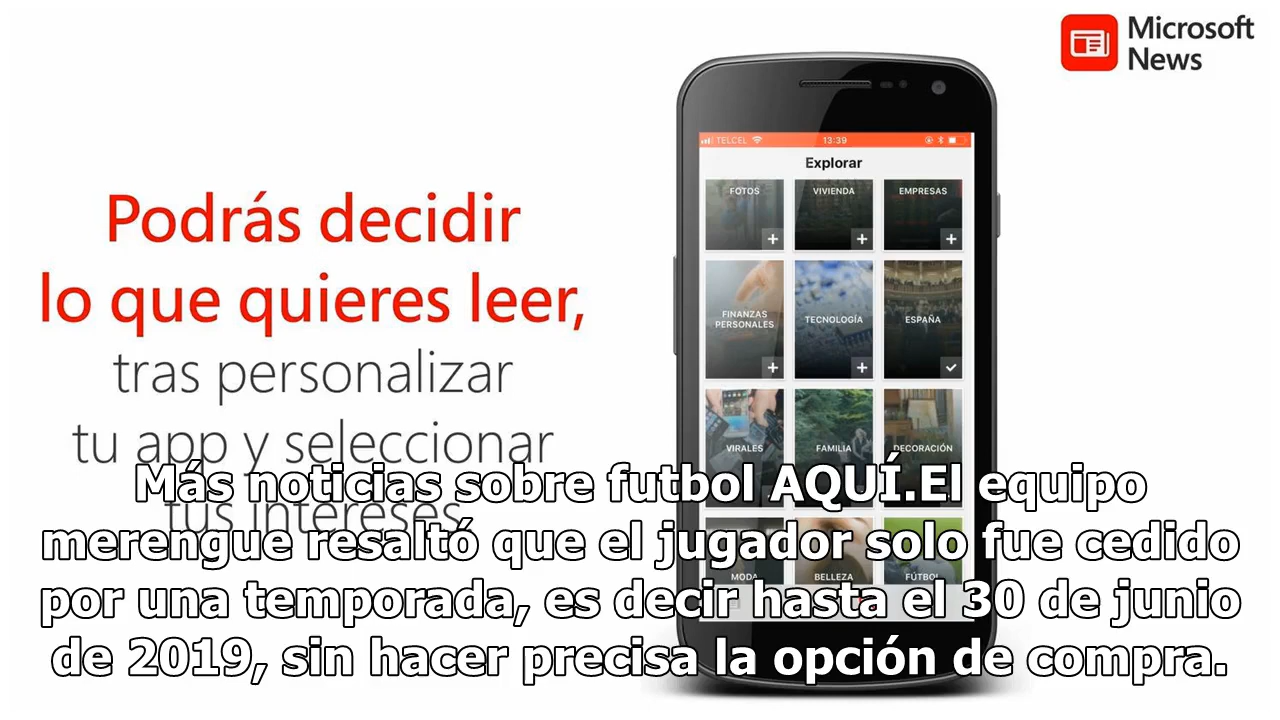 Microsoft
News
TELCEL 13:39
Explorar
FOTOS VIVIENDA EMPRESAS
Podrás decidir
lo que quieres leer,
tras personalizar
tu app y seleccionar
tus intereses.
FINANZAS
PERSONALES TECNOLOGÍA ESPAÑA
VIRALES FAMILIA DECORACIÓN
MODA BELLEZA FÚTBOL
Más noticias sobre futbol AQUÍ.El equipo
merengue resaltó que el jugador solo fue cedido
por una temporada, es decir hasta el 30 de junio
de 2019, sin hacer precisa la opción de compra.